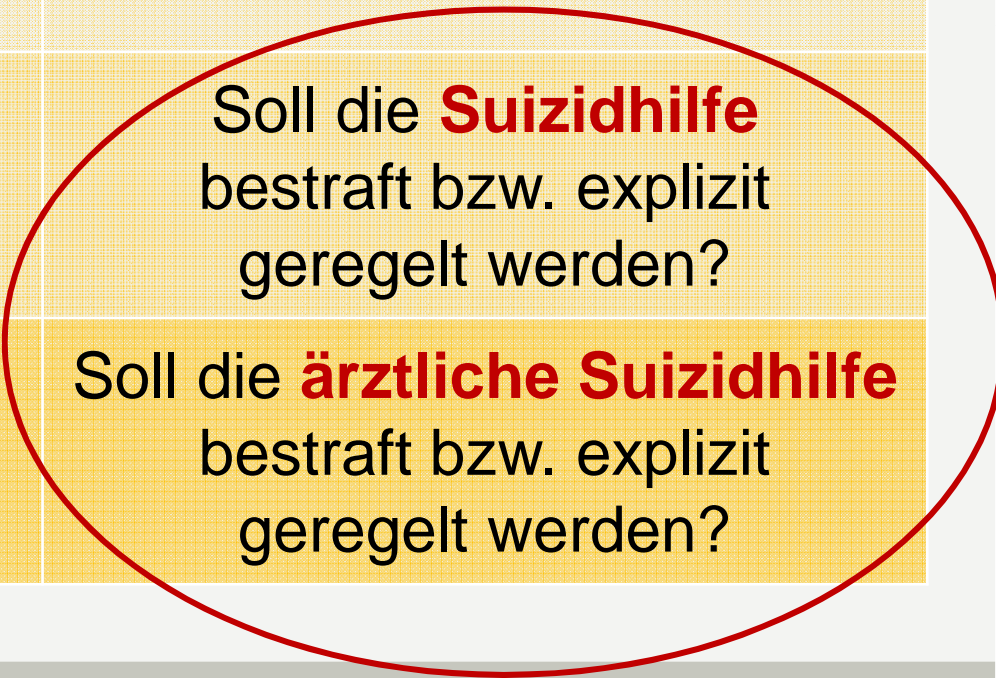 Soll die Suizidhilfe
bestraft bzw. explizit
geregelt werden?
Soll die ärztliche Suizidhilfe
bestraft bzw. explizit
geregelt werden?